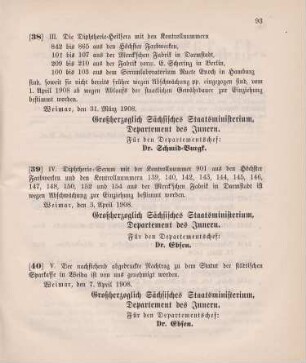 93
[38] III. Die Diphtherie-Heilsera mit den Kontrollnummern
842 bis 865 aus den Höchster Farbwerken,
101 bis 107 aus der Merckschen Fabrik in Darmstadt,
209 bis 210 aus der Fabrik vorm. E. Schering in Berlin,
100 bis 103 aus dem Serumlaboratorium Ruete Enoch in Hamburg
sind, soweit sie nicht bereits früher wegen Abschwächung pp. eingezogen sind, vom
1. April 1908 ab wegen Ablaufs der staatlichen Gewährdauer zur Einziehung
bestimmt worden.
Weimar, den 31. März 1908.
Großherzoglich Sächsisches Staatsministerium,
Departement des Innern.
Für den Departementschef:
Dr. Schmid-Burgk.
[39] IV. Diphtherie-Serum mit der Kontrollnummer 901 aus den Höchster
Farbwerken und den Kontrollnummern 139, 140, 142, 143, 144, 145, 146,
147, 148, 150, 152 und 154 aus der Merckschen Fabrik in Darmstadt ist
wegen Abschwächung zur Einziehung bestimmt worden.
Weimar, den 3. April 1908.
Großherzoglich Sächsisches Staatsministerium,
Departement des Innern.
Für den Departementschef:
Dr. Ebsen.
[40] V. Der nachstehend abgedruckte Nachtrag zu dem Statut der städtischen
Sparkasse in Weida ist von uns genehmigt worden.
Weimar, den 7. April 1908.
Großherzoglich Sächsisches Staatsministerium,
Departement des Innern.
Für den Departementschef:
Dr. Ebsen.